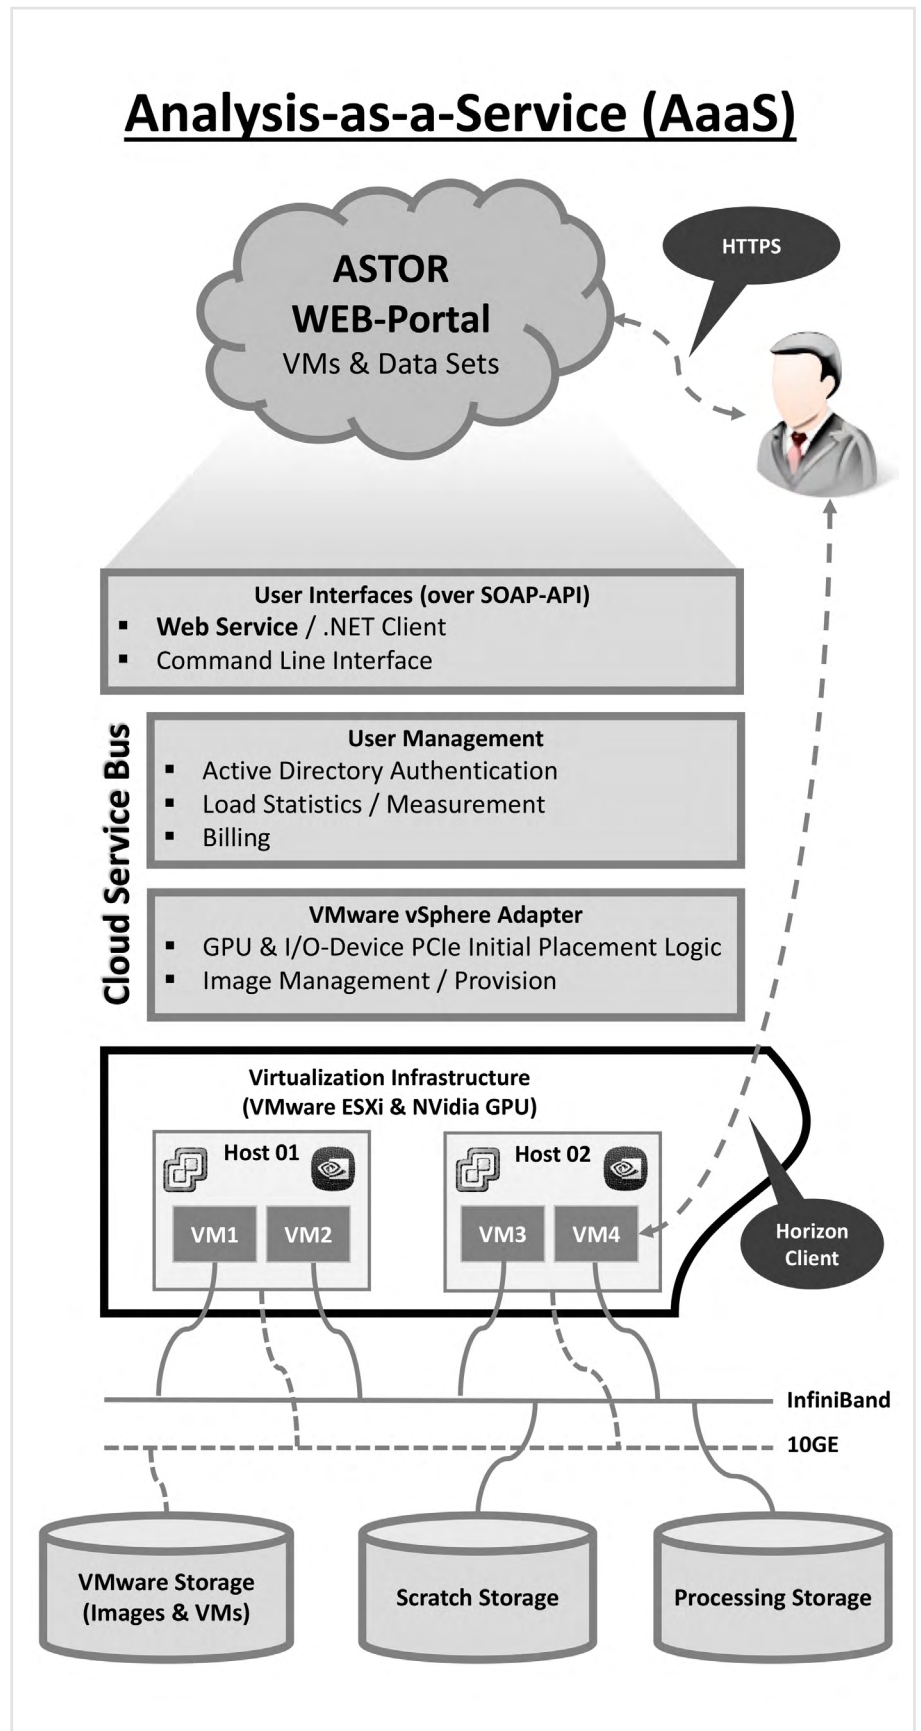 Analysis-as-a-Service (AaaS)
ASTOR
WEB-Portal
VMs & Data Sets
HTTPS
User Interfaces (over SOAP-API)
▪ Web Service / .NET Client
▪ Command Line Interface
Cloud Service Bus
User Management
▪ Active Directory Authentication
▪ Load Statistics / Measurement
▪ Billing
VMware vSphere Adapter
▪ GPU & I/O-Device PCIe Initial Placement Logic
▪ Image Management / Provision
Virtualization Infrastructure
(VMware ESXi & NVidia GPU)
Host 01
VM1
VM2
Host 02
VM3
VM4
Horizon
Client
InfiniBand
10GE
VMware Storage
(Images & VMs)
Scratch Storage
Processing Storage